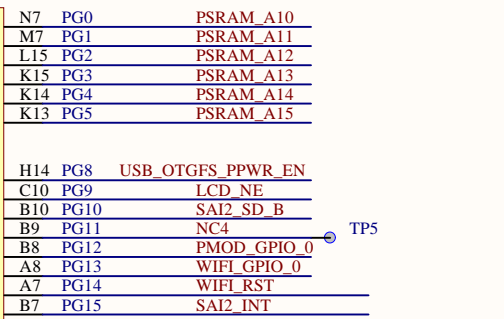 N7 PG0 PSRAM_A10
M7 PG1 PSRAM_A11
L15 PG2 PSRAM_A12
K15 PG3 PSRAM_A13
K14 PG4 PSRAM_A14
K13 PG5 PSRAM_A15
H14 PG8 USB_OTGFS_PPWR_EN
C10 PG9 LCD_NE
B10 PG10 SAI2_SD_B
B9 PG11 NC4 TP5
B8 PG12 PMOD_GPIO_0
A8 PG13 WIFI_GPIO_0
A7 PG14 WIFI_RST
B7 PG15 SAI2_INT